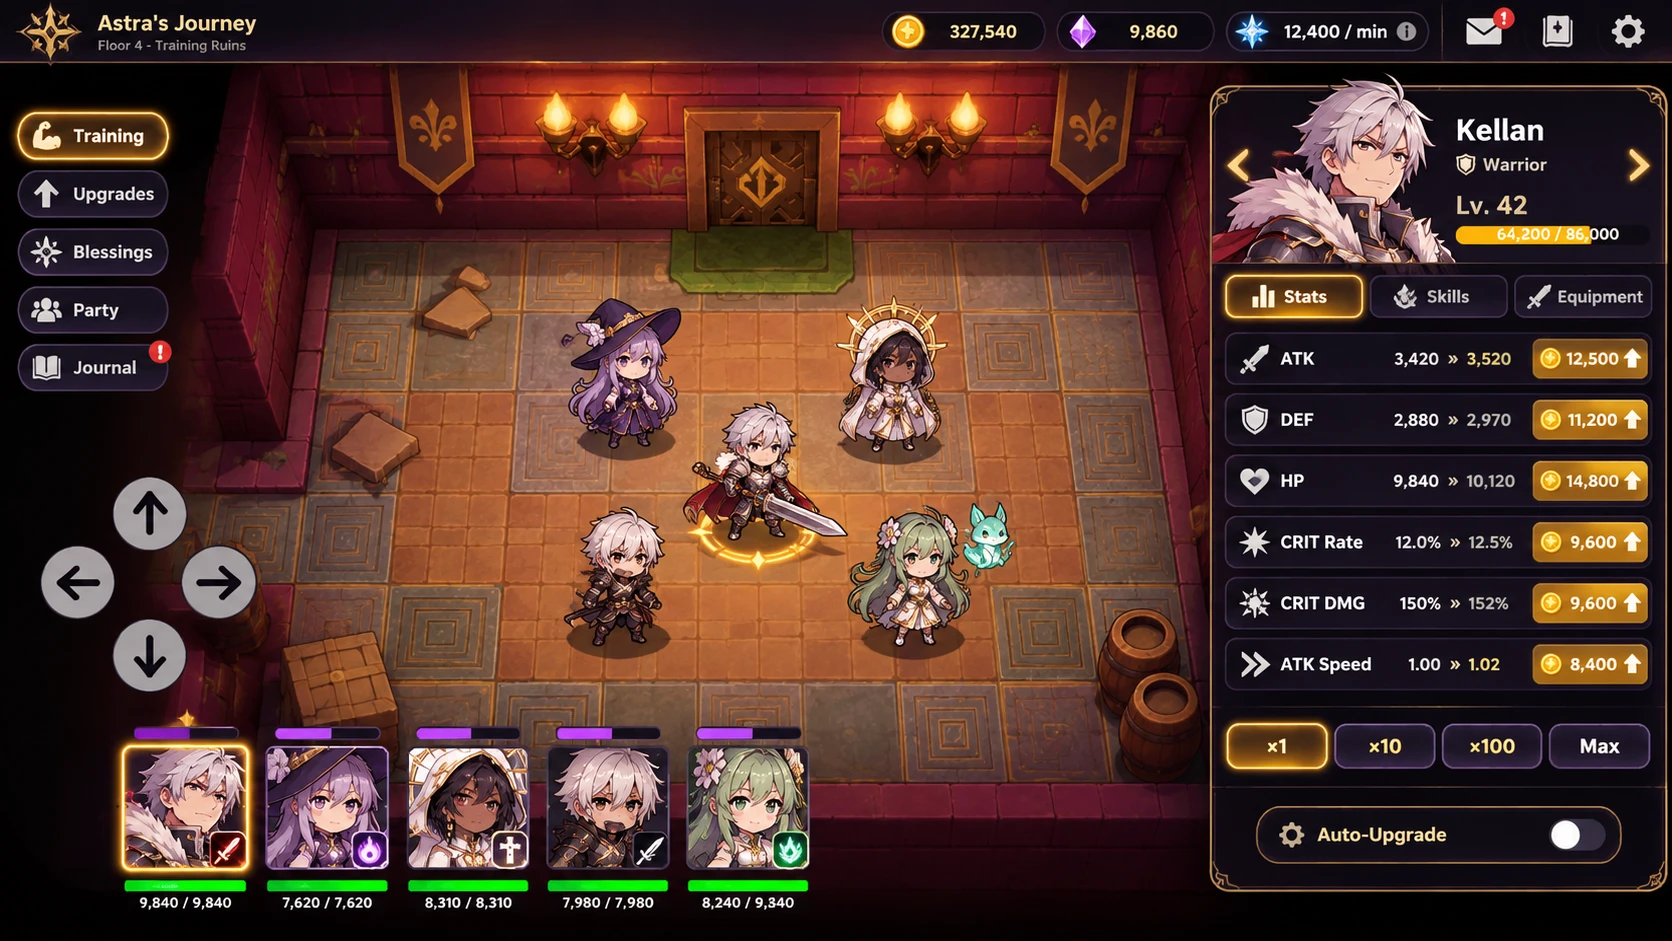 Astra's Journey
Floor 4 - Training Ruins
327,540
9,860
12,400 / min
Training
Upgrades
Blessings
Party
Journal
Kellan
Warrior
Lv. 42
64,200 / 86,000
Stats
Skills
Equipment
ATK 3,420 » 3,520 12,500
DEF 2,880 » 2,970 11,200
HP 9,840 » 10,120 14,800
CRIT Rate 12.0% » 12.5% 9,600
CRIT DMG 150% » 152% 9,600
ATK Speed 1.00 » 1.02 8,400
×1
×10
×100
Max
Auto-Upgrade
9,840 / 9,840
7,620 / 7,620
8,310 / 8,310
7,980 / 7,980
8,240 / 9,340